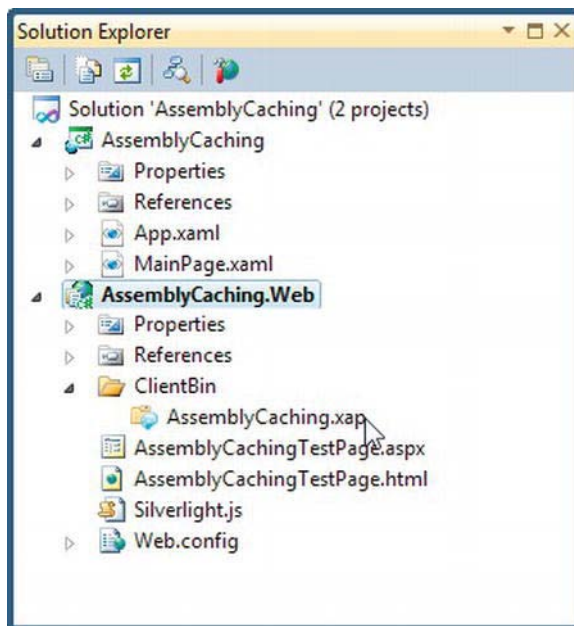 Solution Explorer
Solution 'AssemblyCaching' (2 projects)
AssemblyCaching
Properties
References
App.xaml
MainPage.xaml
AssemblyCaching.Web
Properties
References
ClientBin
AssemblyCaching.xap
AssemblyCachingTestPage.aspx
AssemblyCachingTestPage.html
Silverlight.js
Web.config